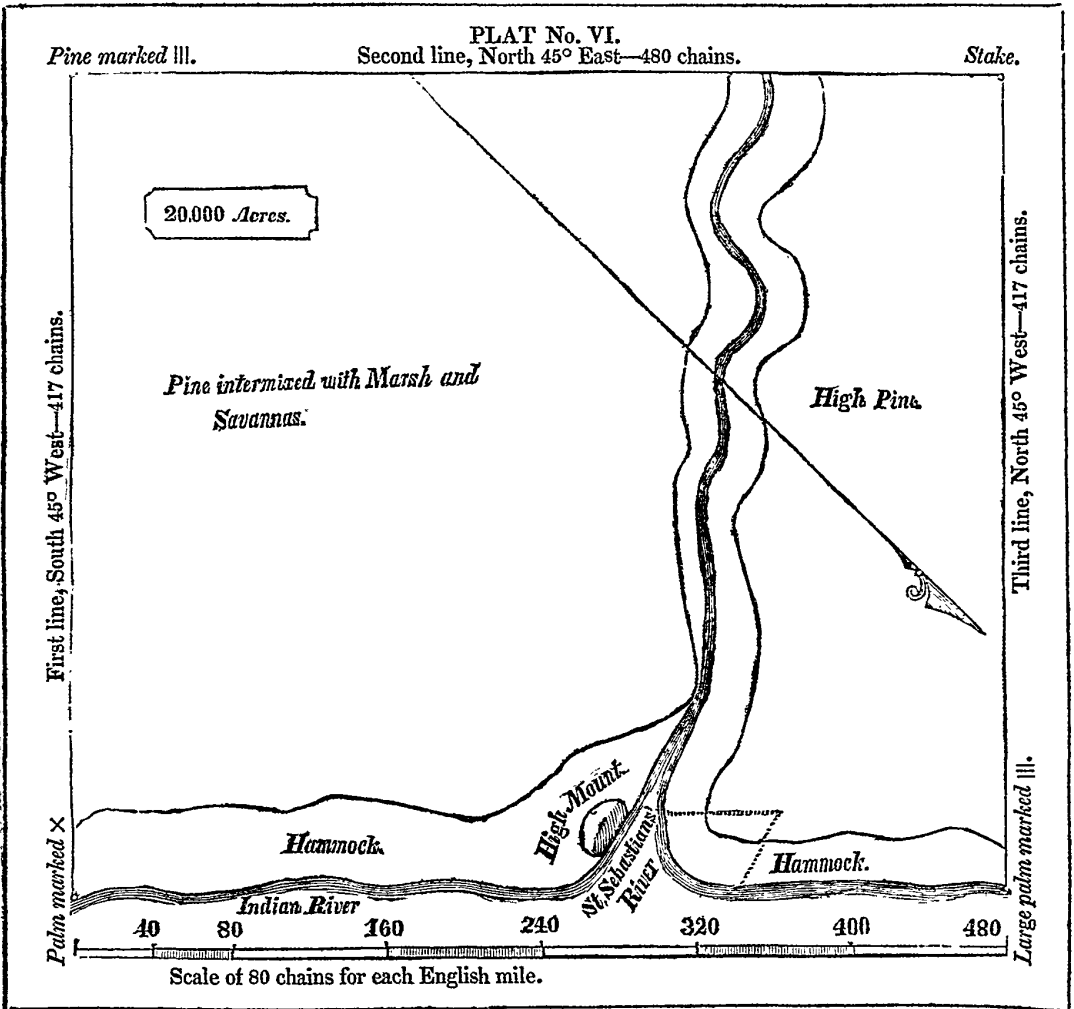 PLAT No. VI.
Pine marked |||.
Second line, North 45° East—480 chains.
Stake.
20.000 Acres.
First line, South 45° West—417 chains.
Pine intermixed with Marsh and
Savannas.
High Pine.
Third line, North 45° West—417 chains.
High Mount.
Hammock.
St. Sebastians'
River
Hammock.
Palm marked ×
Large palm marked |||.
Indian River
40 80 160 240 320 400 480
Scale of 80 chains for each English mile.